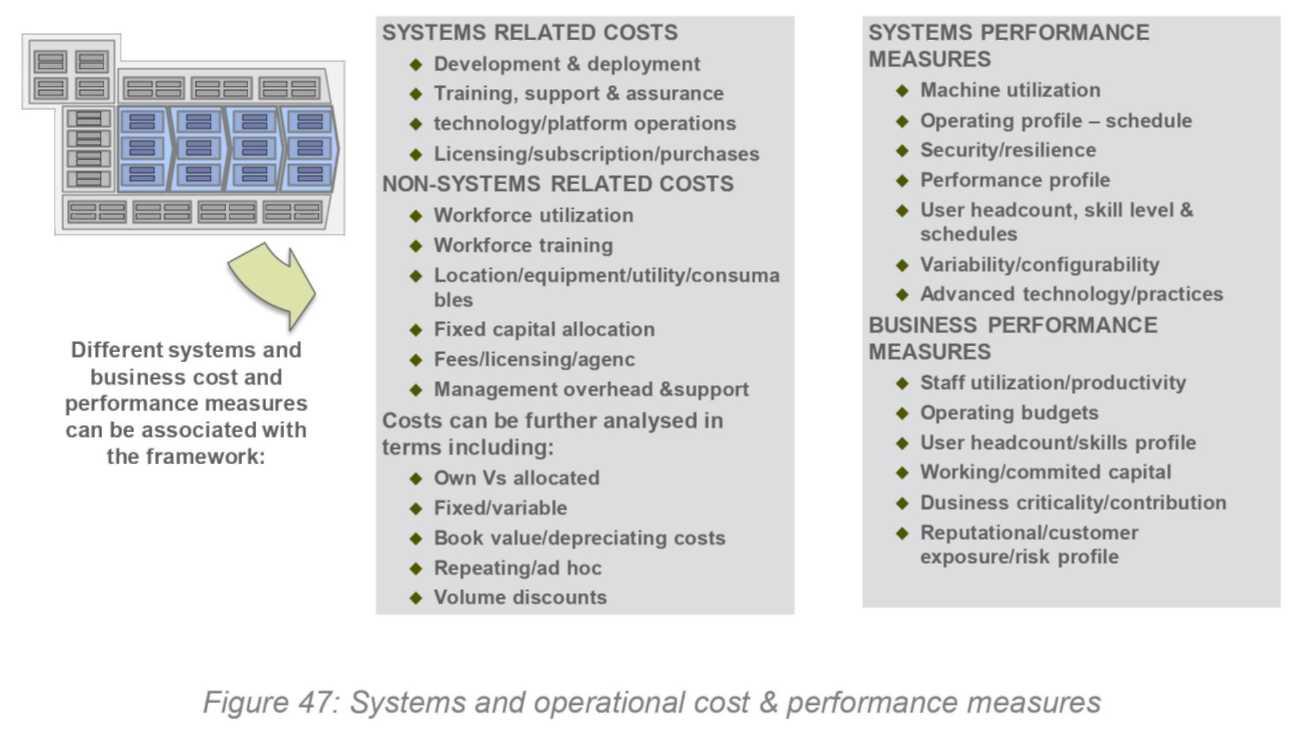 SYSTEMS RELATED COSTS
Development & deployment
Training, support & assurance
technology/platform operations
Licensing/subscription/purchases
NON-SYSTEMS RELATED COSTS
Workforce utilization
Workforce training
Location/equipment/utility/consuma
bles
Fixed capital allocation
Fees/licensing/agenc
Management overhead &support
Costs can be further analysed in
terms including:
Own Vs allocated
Fixed/variable
Book value/depreciating costs
Repeating/ad hoc
Volume discounts
SYSTEMS PERFORMANCE
MEASURES
Machine utilization
Operating profile – schedule
Security/resilience
Performance profile
User headcount, skill level &
schedules
Variability/configurability
Advanced technology/practices
BUSINESS PERFORMANCE
MEASURES
Staff utilization/productivity
Operating budgets
User headcount/skills profile
Working/commited capital
Dusiness criticality/contribution
Reputational/customer
exposure/risk profile
Different systems and
business cost and
performance measures
can be associated with
the framework:
Figure 47: Systems and operational cost & performance measures